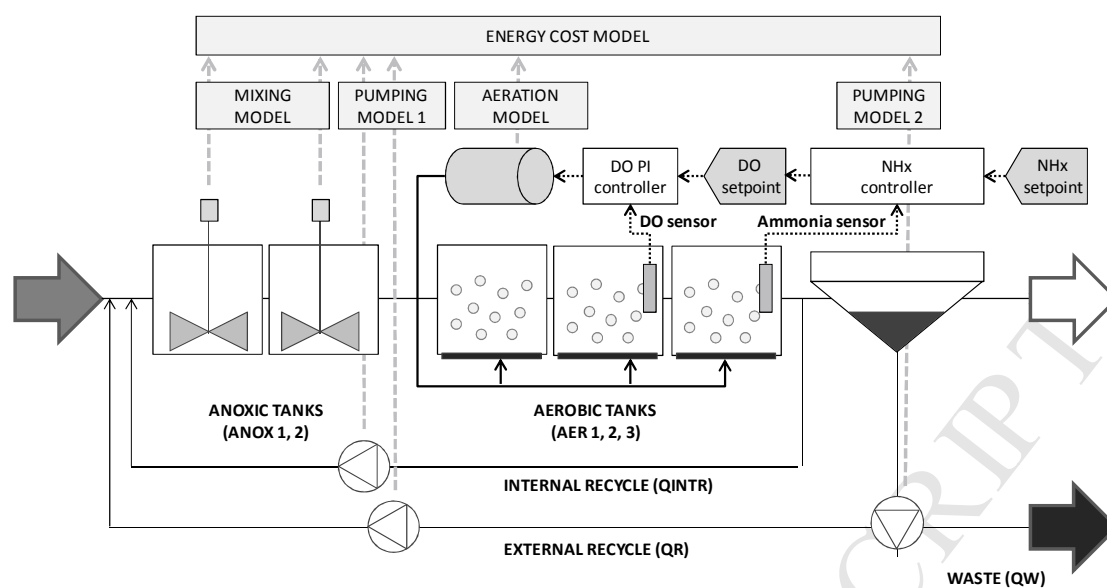 ENERGY COST MODEL
MIXING
MODEL
PUMPING
MODEL 1
AERATION
MODEL
PUMPING
MODEL 2
DO PI
controller
DO
setpoint
NHx
controller
NHx
setpoint
DO sensor
Ammonia sensor
ANOXIC TANKS
(ANOX 1, 2)
AEROBIC TANKS
(AER 1, 2, 3)
INTERNAL RECYCLE (QINTR)
EXTERNAL RECYCLE (QR)
WASTE (QW)
CRIPT